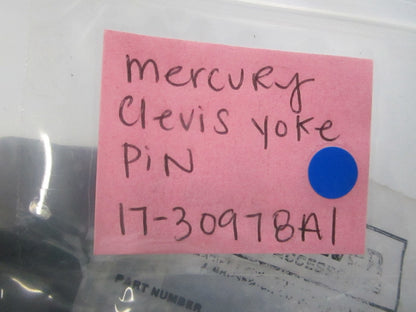 mercury
Clevis yoke
PiN
17-30978A1
PART NUMBER